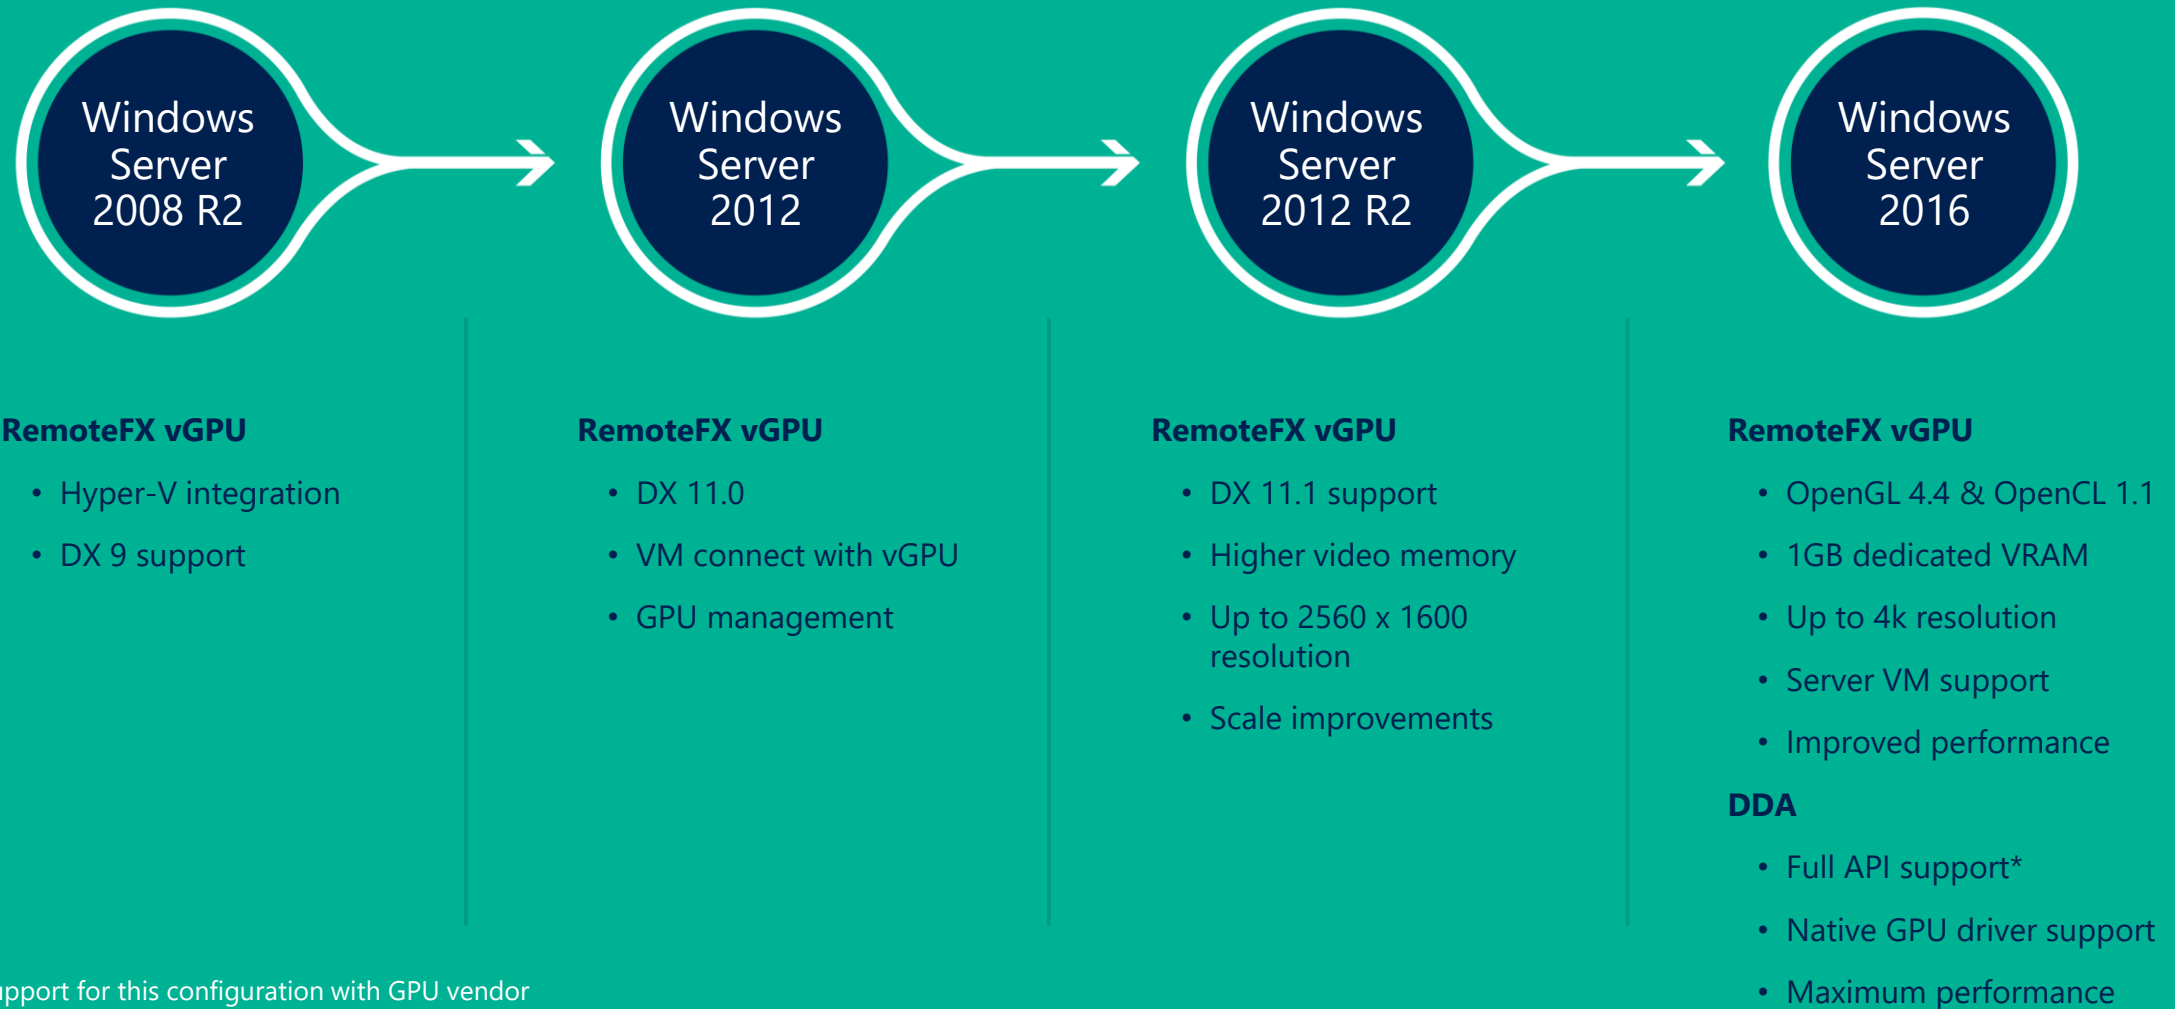 Windows
Server
2008 R2
Windows
Server
2012
Windows
Server
2012 R2
Windows
Server
2016
RemoteFX vGPU
• Hyper-V integration
• DX 9 support
RemoteFX vGPU
• DX 11.0
• VM connect with vGPU
• GPU management
RemoteFX vGPU
• DX 11.1 support
• Higher video memory
• Up to 2560 x 1600
resolution
• Scale improvements
RemoteFX vGPU
• OpenGL 4.4 & OpenCL 1.1
• 1GB dedicated VRAM
• Up to 4k resolution
• Server VM support
• Improved performance
DDA
• Full API support*
• Native GPU driver support
• Maximum performance
for this configuration with GPU vendor